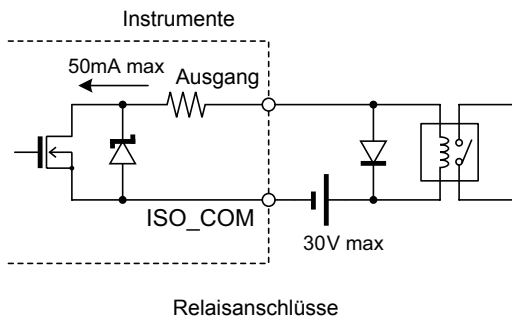 Instrumente
50mA max
Ausgang
ISO_COM
30V max
Relaisanschlüsse